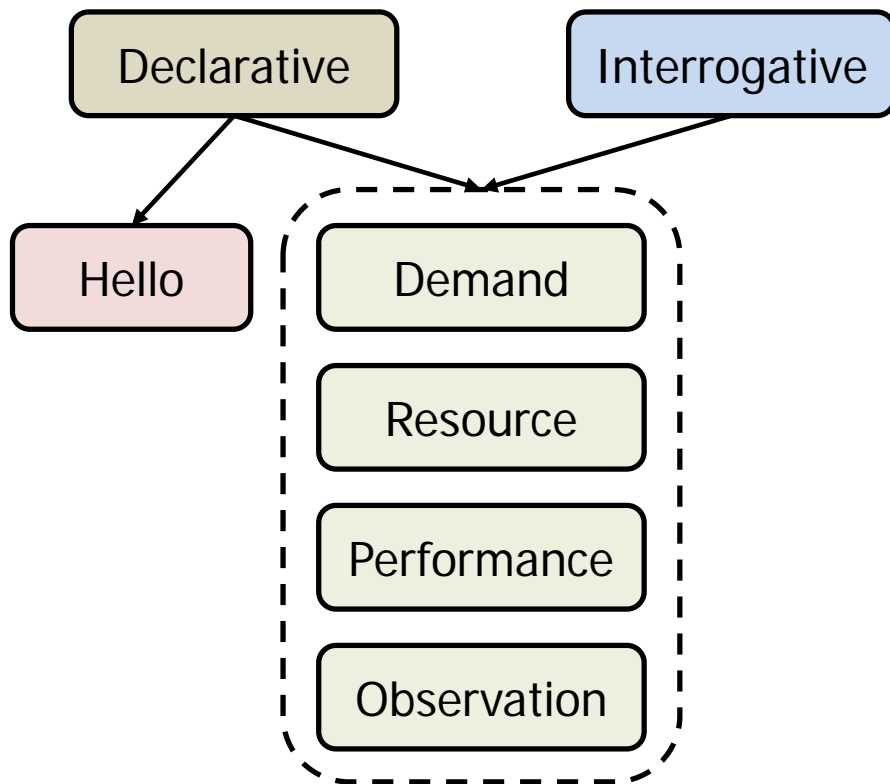 Declarative
Interrogative
Hello
Demand
Resource
Performance
Observation